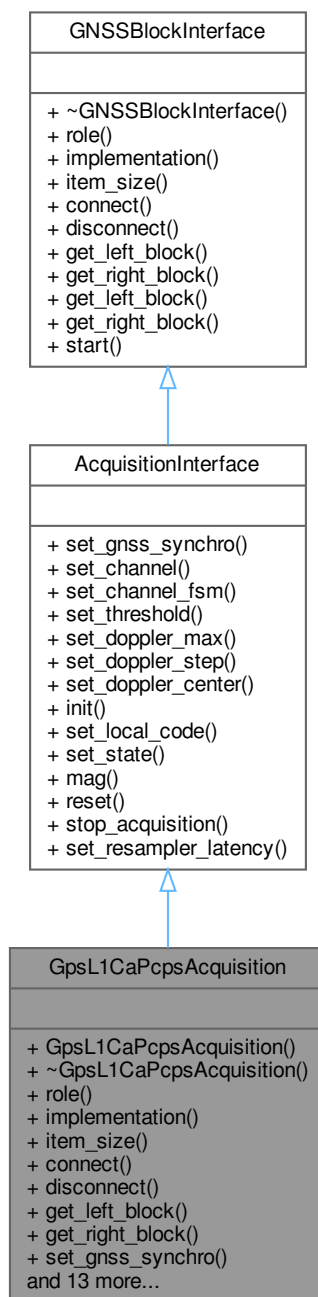 GNSSBlockInterface
+ ~GNSSBlockInterface()
+ role()
+ implementation()
+ item_size()
+ connect()
+ disconnect()
+ get_left_block()
+ get_right_block()
+ get_left_block()
+ get_right_block()
+ start()
AcquisitionInterface
+ set_gnss_synchro()
+ set_channel()
+ set_channel_fsm()
+ set_threshold()
+ set_doppler_max()
+ set_doppler_step()
+ set_doppler_center()
+ init()
+ set_local_code()
+ set_state()
+ mag()
+ reset()
+ stop_acquisition()
+ set_resampler_latency()
GpsL1CaPcpsAcquisition
+ GpsL1CaPcpsAcquisition()
+ ~GpsL1CaPcpsAcquisition()
+ role()
+ implementation()
+ item_size()
+ connect()
+ disconnect()
+ get_left_block()
+ get_right_block()
+ set_gnss_synchro()
and 13 more...